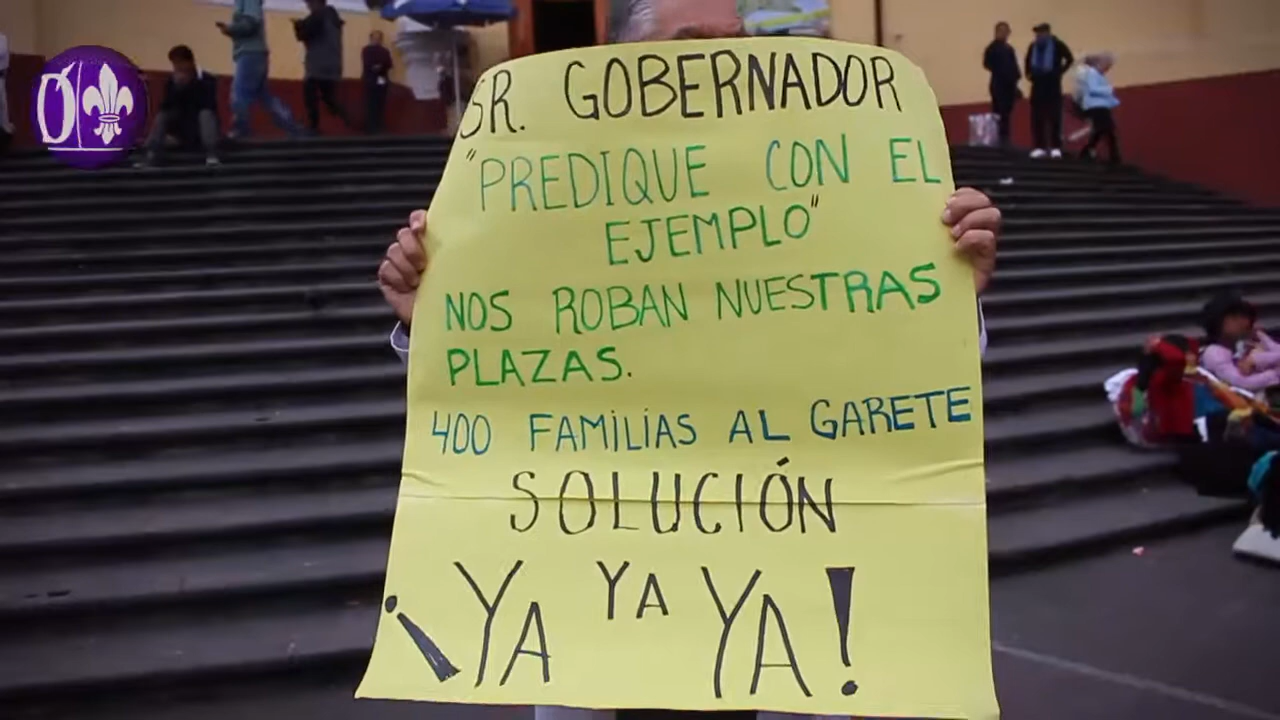 Ó
SR. GOBERNADOR
"PREDIQUE CON EL
EJEMPLO"
NOS ROBAN NUESTRAS
PLAZAS.
400 FAMILIAS AL GARETE
SOLUCIÓN
¡YA YA YA!